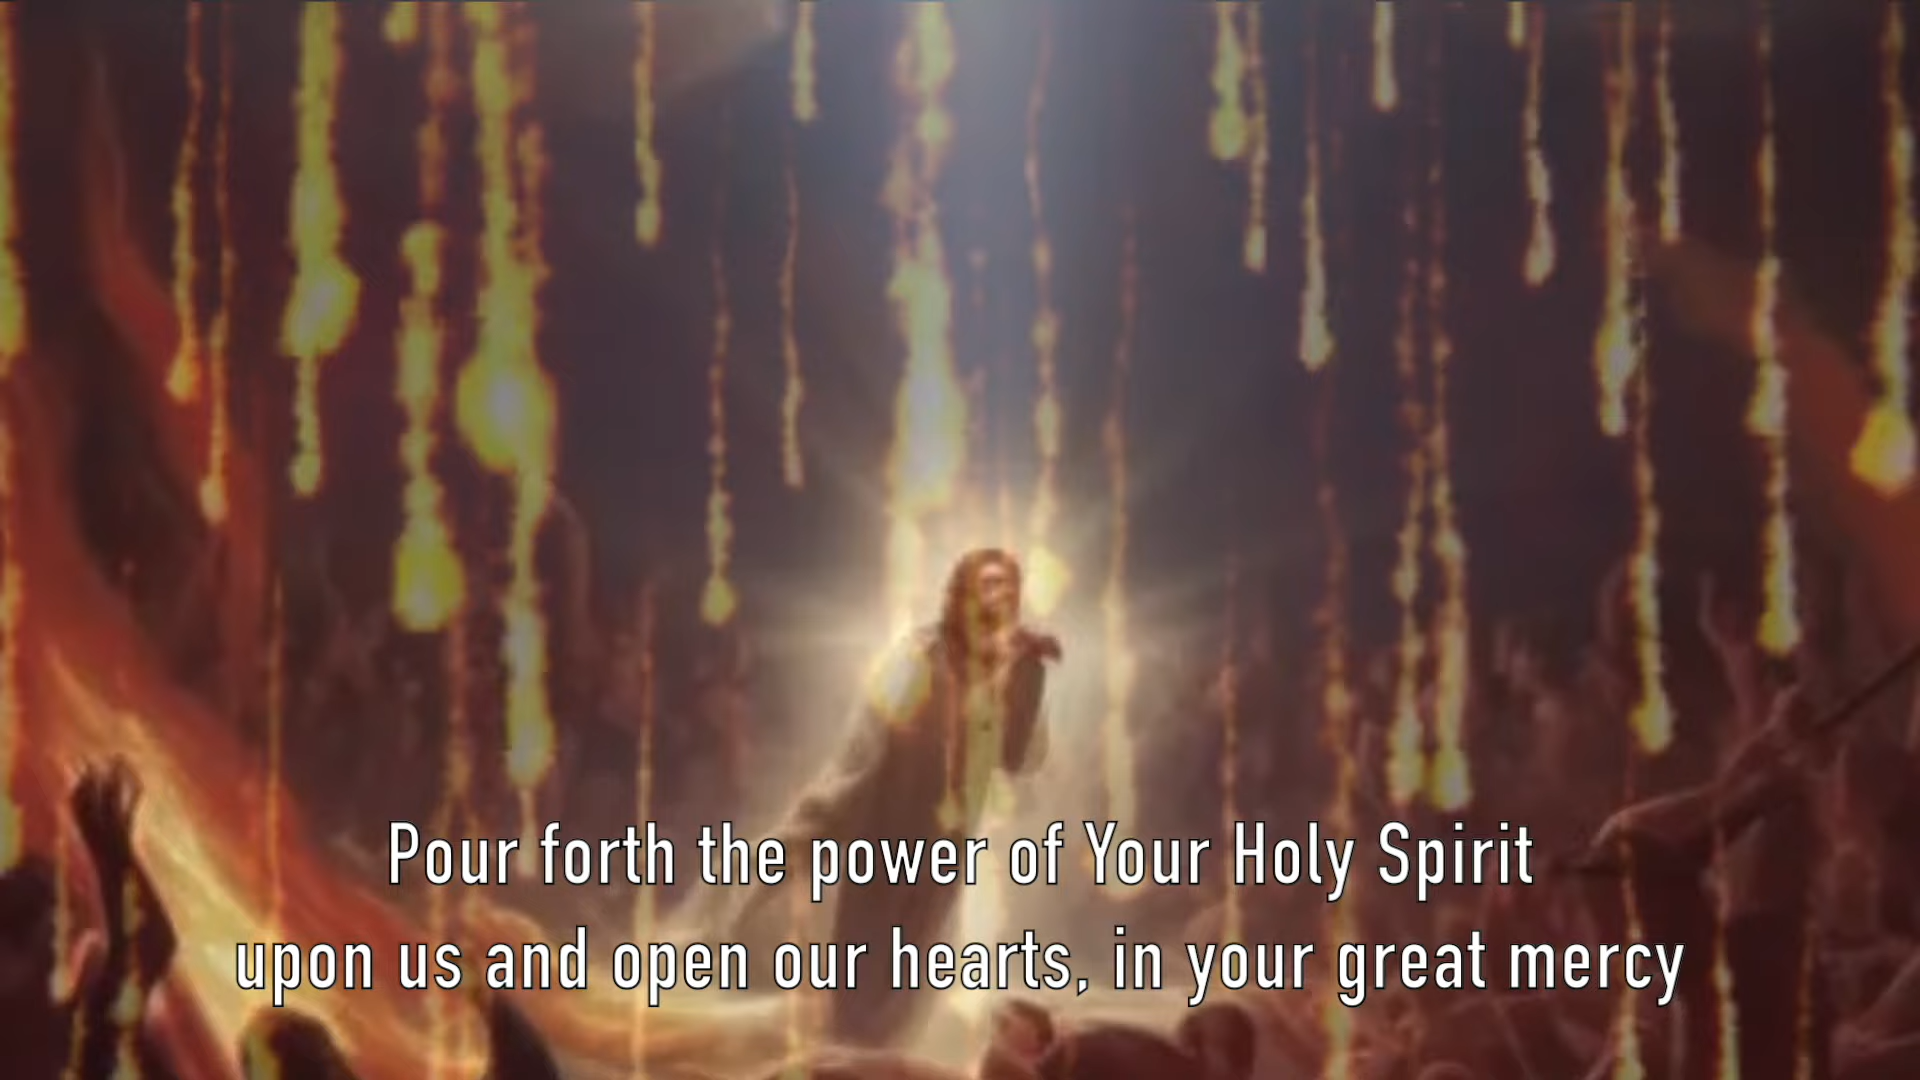 Pour forth the power of Your Holy Spirit
upon us and open our hearts, in your great mercy